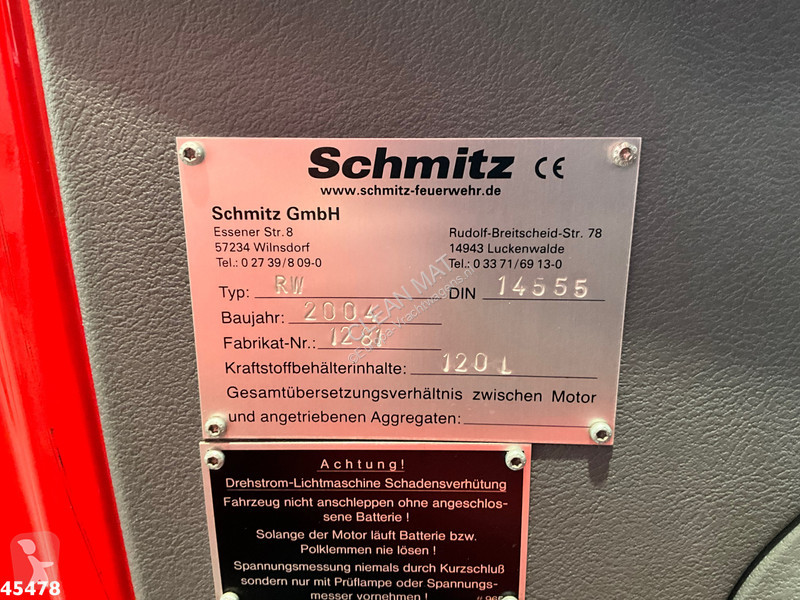 Schmitz CE
www.schmitz-feuerwehr.de
Schmitz GmbH
Essener Str. 8
57234 Wilnsdorf
Tel.: 0 27 39/8 09-0
Rudolf-Breitscheid-Str. 78
14943 Luckenwalde
Tel.: 0 33 71/69 13-0
Typ: RW DIN 14555
Baujahr: 2004
Fabrikat-Nr.: 12 81
Kraftstoffbehälterinhalte: 120 L
Gesamtübersetzungsverhältnis zwischen Motor
und angetriebenen Aggregaten:
CLEAN MAT
Achtung!
Drehstrom-Lichtmaschine Schadensverhütung
Fahrzeug nicht anschleppen ohne angeschlos-
sene Batterie !
Solange der Motor läuft Batterie bzw.
Polklemmen nie lösen !
Spannungsmessung niemals durch Kurzschluß
sondern nur mit Prüflampe oder Spannungs-
messer vornehmen !
45478